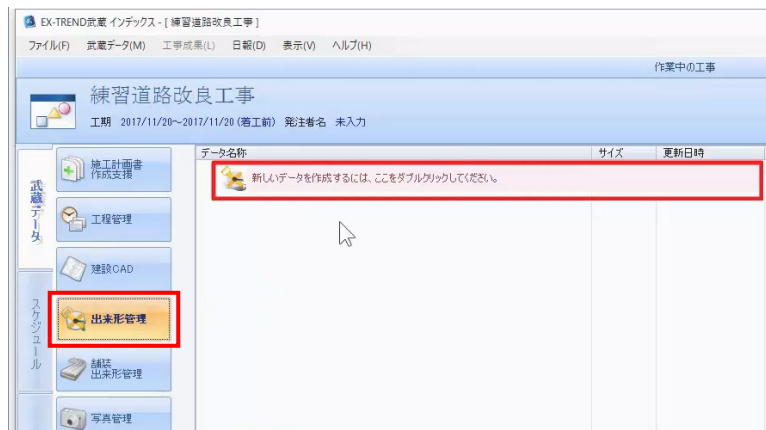 EX-TREND武蔵 インデックス - [ 練習道路改良工事 ]
ファイル(F) 武蔵データ(M) 工事成果(L) 日報(D) 表示(V) ヘルプ(H)
作業中の工事
練習道路改良工事
工期 2017/11/20～2017/11/20 (着工前) 発注者名 未入力
データ名称 サイズ 更新日時
新しいデータを作成するには、ここをダブルクリックしてください。
武蔵データ
スケジュール
施工計画書
作成支援
工程管理
建設CAD
出来形管理
舗装
出来形管理
写真管理